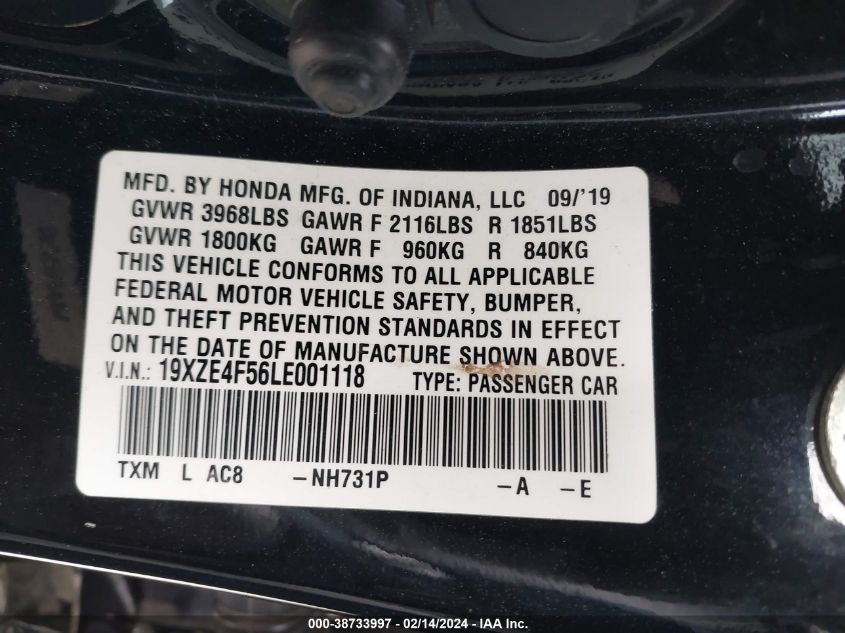 MFD. BY HONDA MFG. OF INDIANA, LLC 09/'19
GVWR 3968LBS GAWR F 2116LBS R 1851LBS
GVWR 1800KG GAWR F 960KG R 840KG
THIS VEHICLE CONFORMS TO ALL APPLICABLE
FEDERAL MOTOR VEHICLE SAFETY, BUMPER,
AND THEFT PREVENTION STANDARDS IN EFFECT
ON THE DATE OF MANUFACTURE SHOWN ABOVE.
V.I.N.: 19XZE4F56LE001118 TYPE: PASSENGER CAR
TXM L AC8 -NH731P -A -E
000-38733997 - 02/14/2024 - IAA Inc.